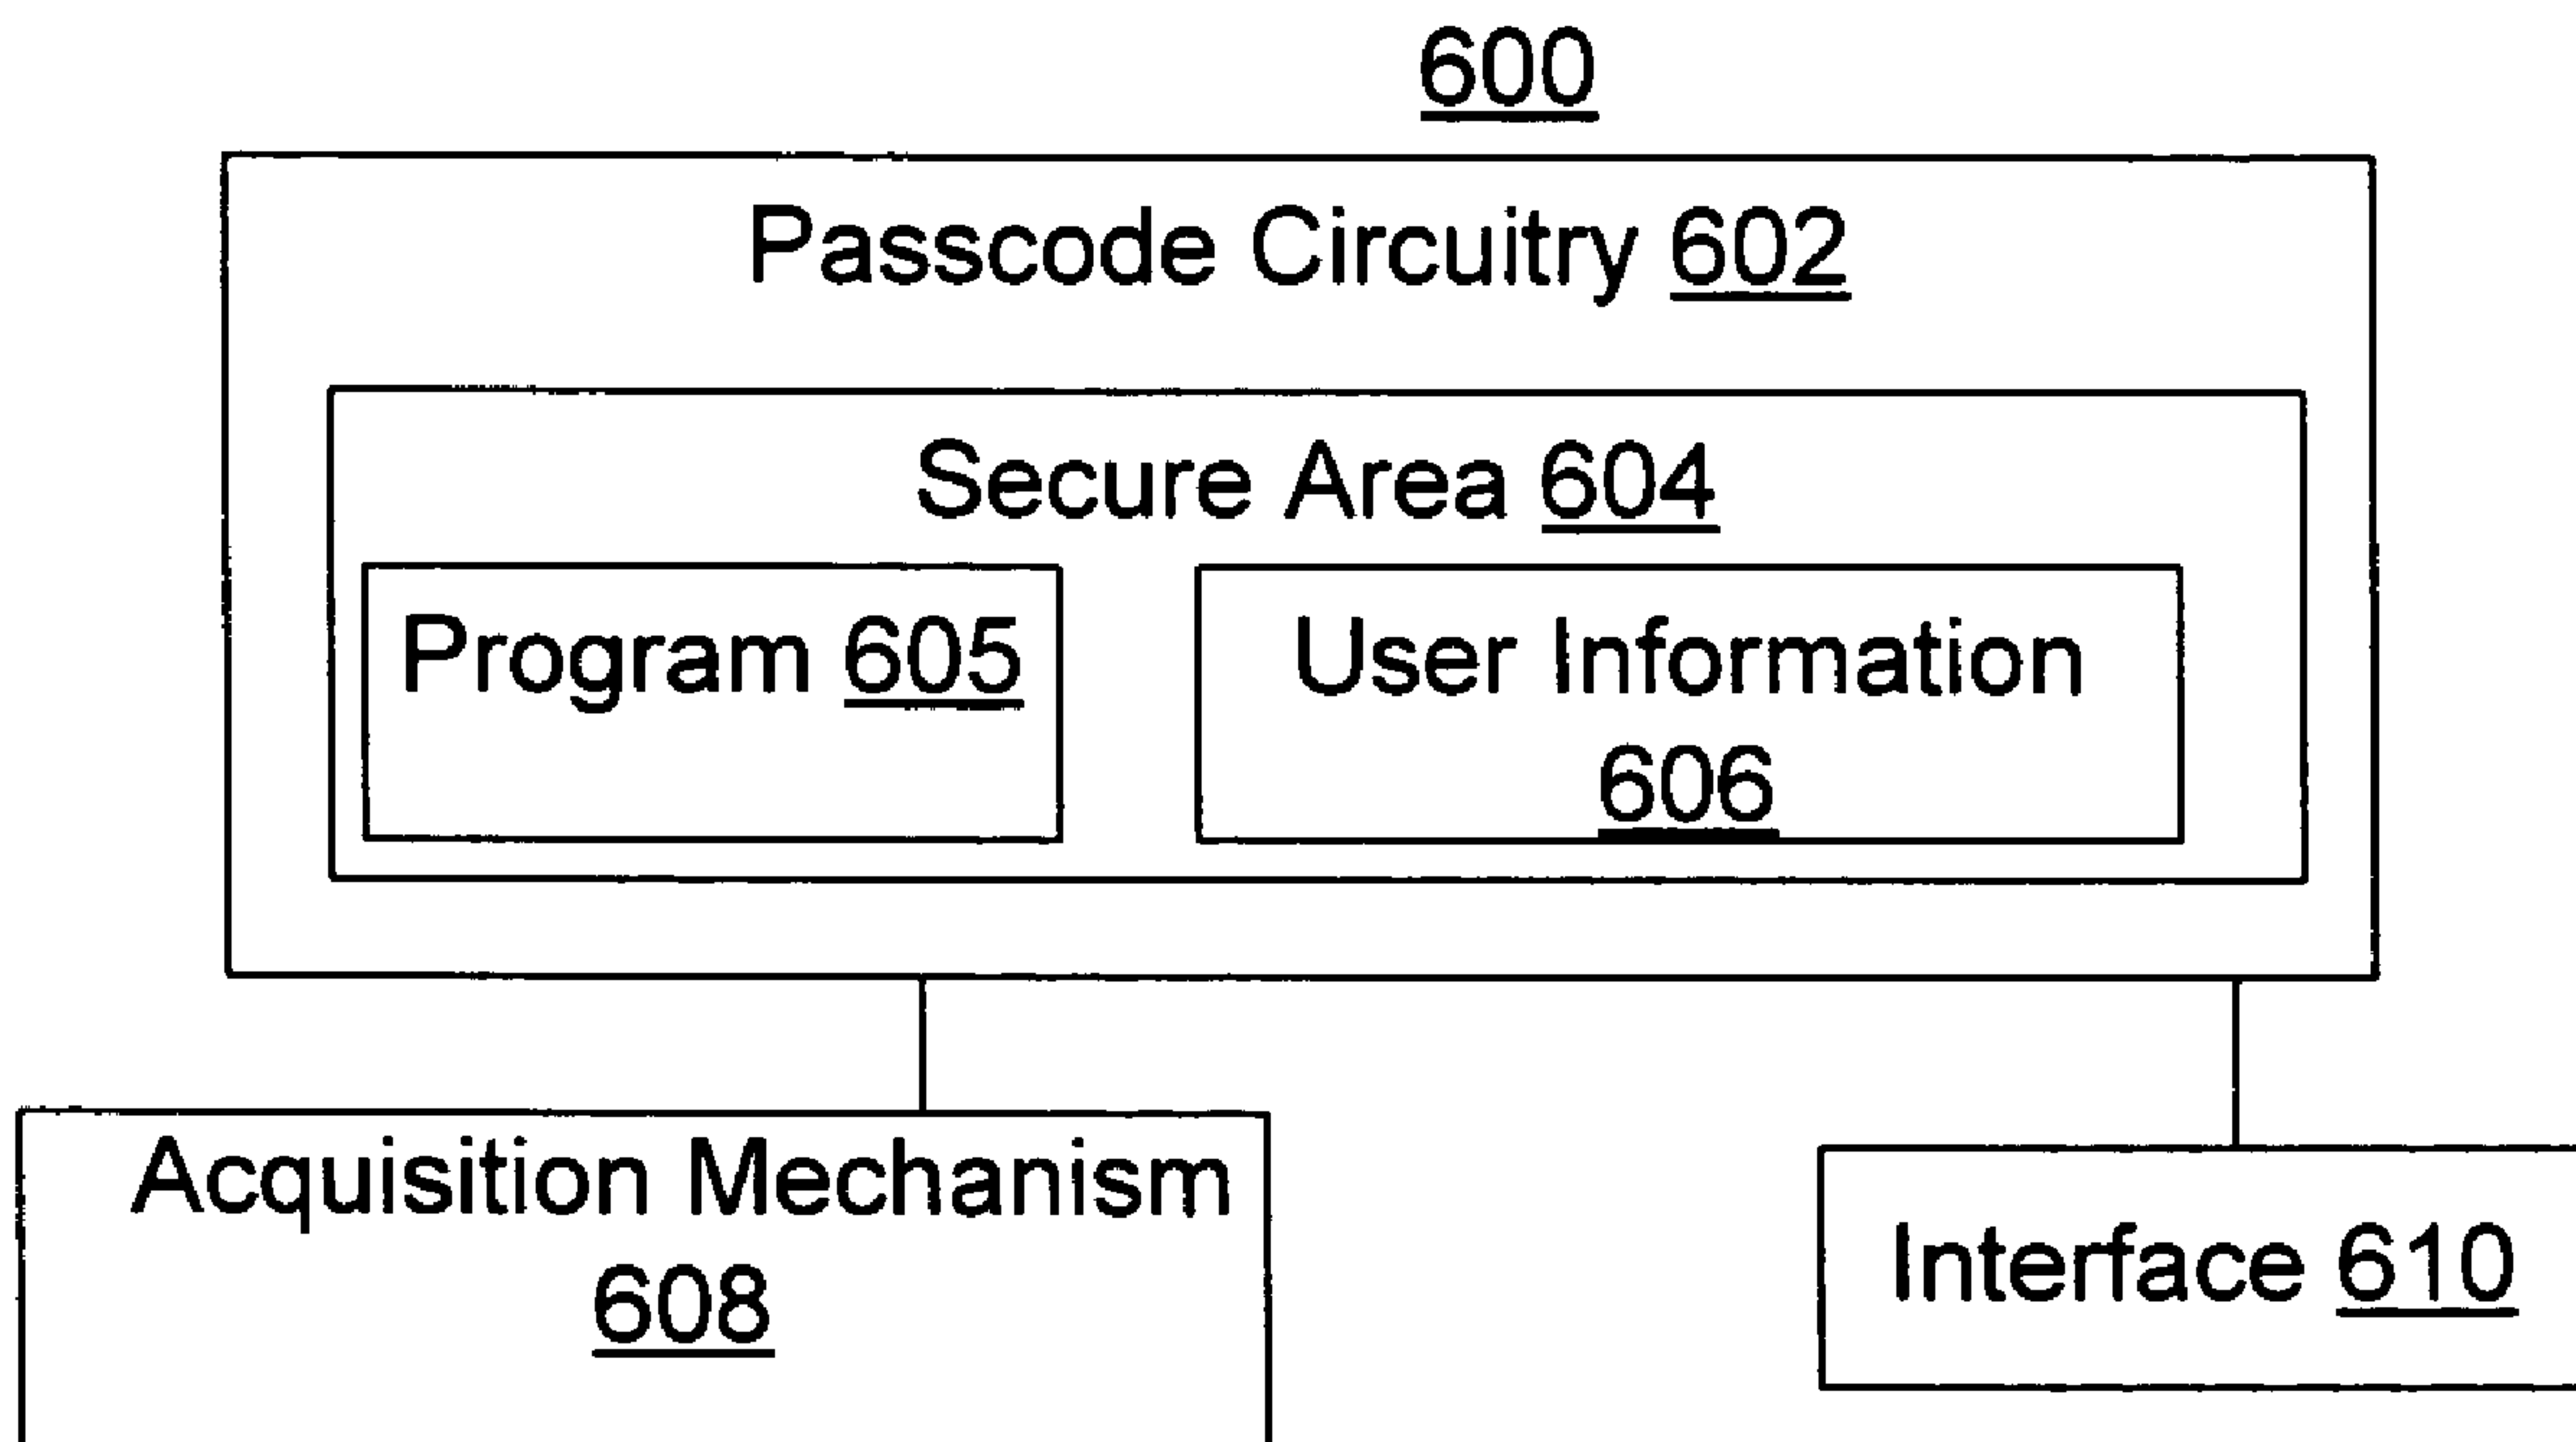 600
Passcode Circuitry 602
Secure Area 604
Program 605
User Information
606
Acquisition Mechanism
608
Interface 610